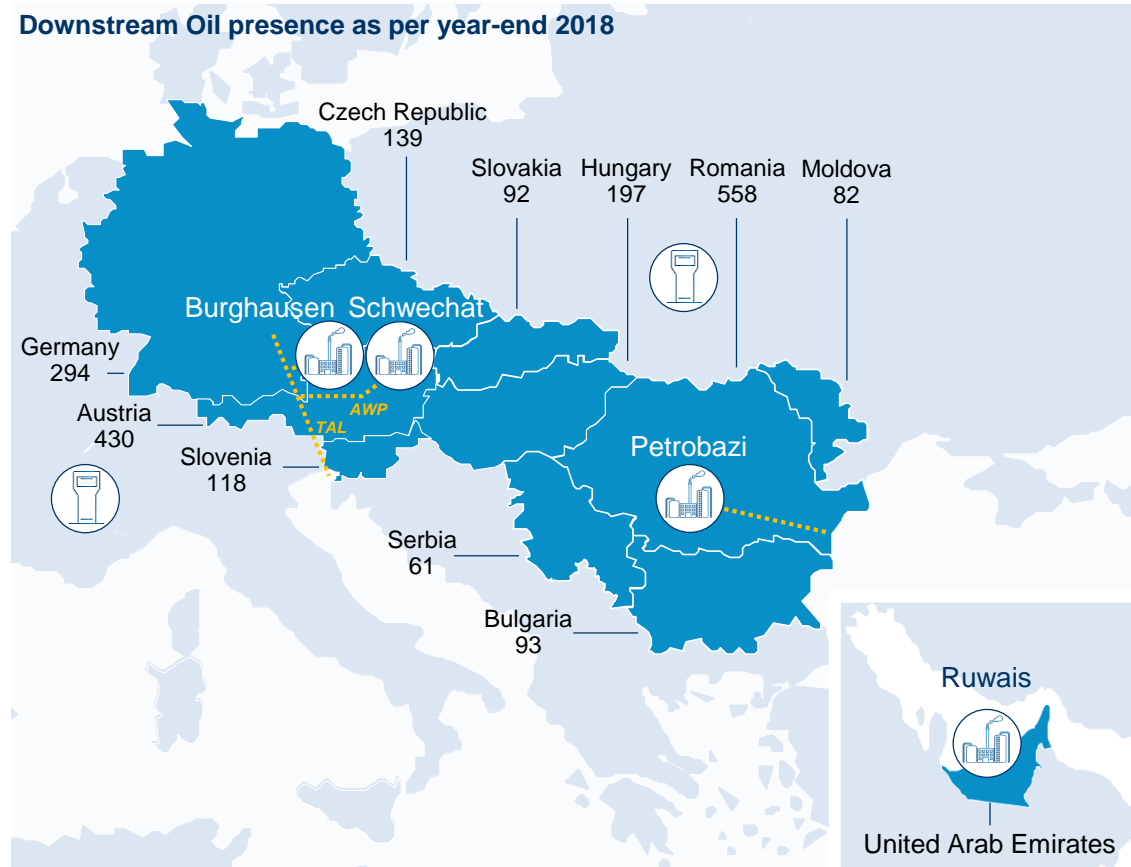 Downstream Oil presence as per year-end 2018
Czech Republic
139
Slovakia
92
Hungary
197
Romania
558
Moldova
82
Burghausen
Schwechat
Germany
294
Austria
430
AWP
TAL
Slovenia
118
Petrobazi
Serbia
61
Bulgaria
93
Ruwais
United Arab Emirates